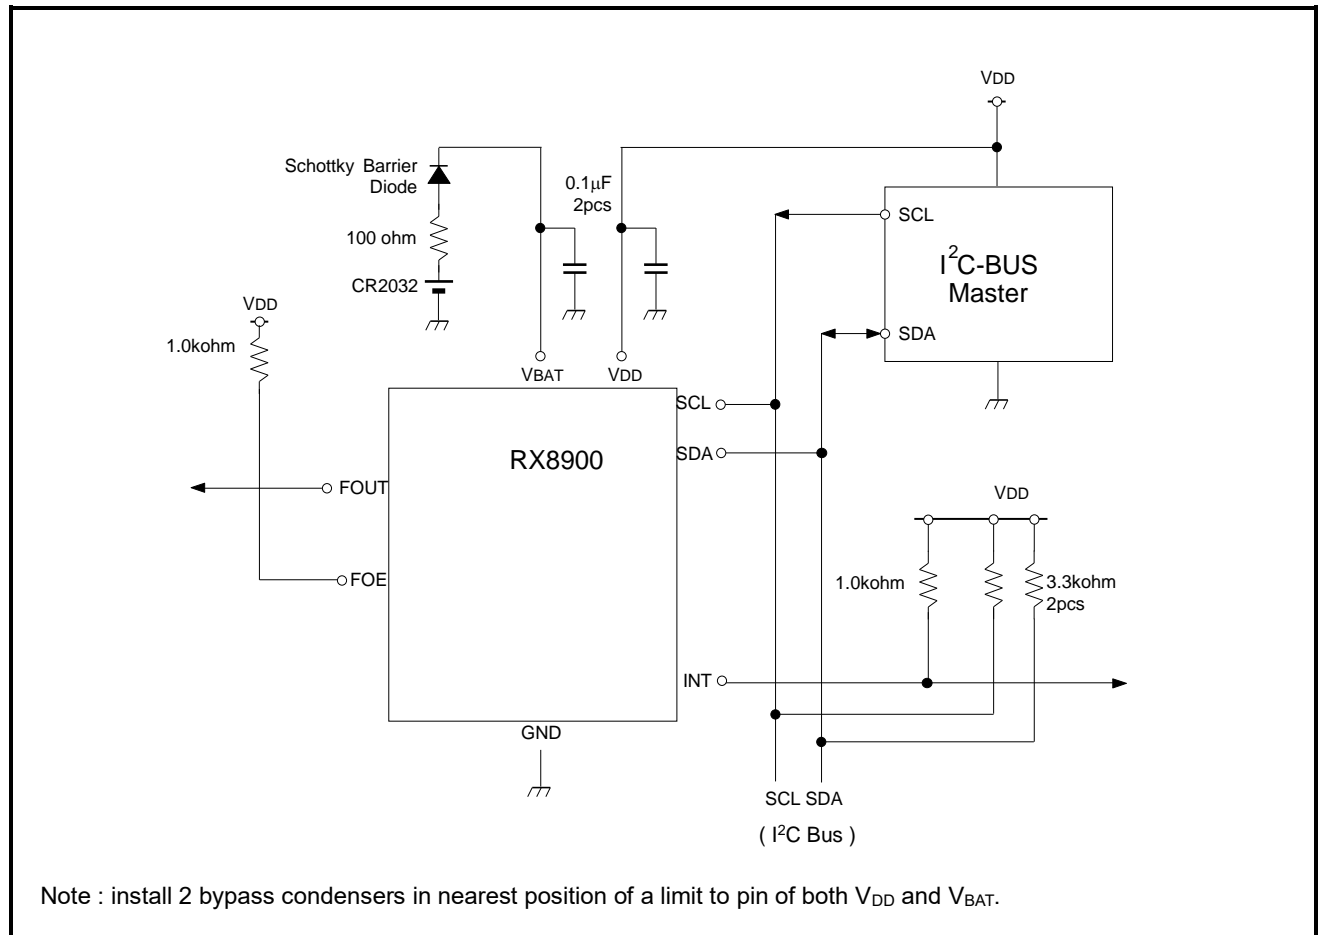 VDD
Schottky Barrier
Diode
0.1μF
2pcs
SCL
100 ohm
I²C-BUS
Master
CR2032
VDD
SDA
1.0kohm
VBAT
VDD
SCL
SDA
RX8900
FOUT
VDD
FOE
1.0kohm
3.3kohm
2pcs
INT
GND
SCL SDA
( I²C Bus )
Note : install 2 bypass condensers in nearest position of a limit to pin of both VDD and VBAT.